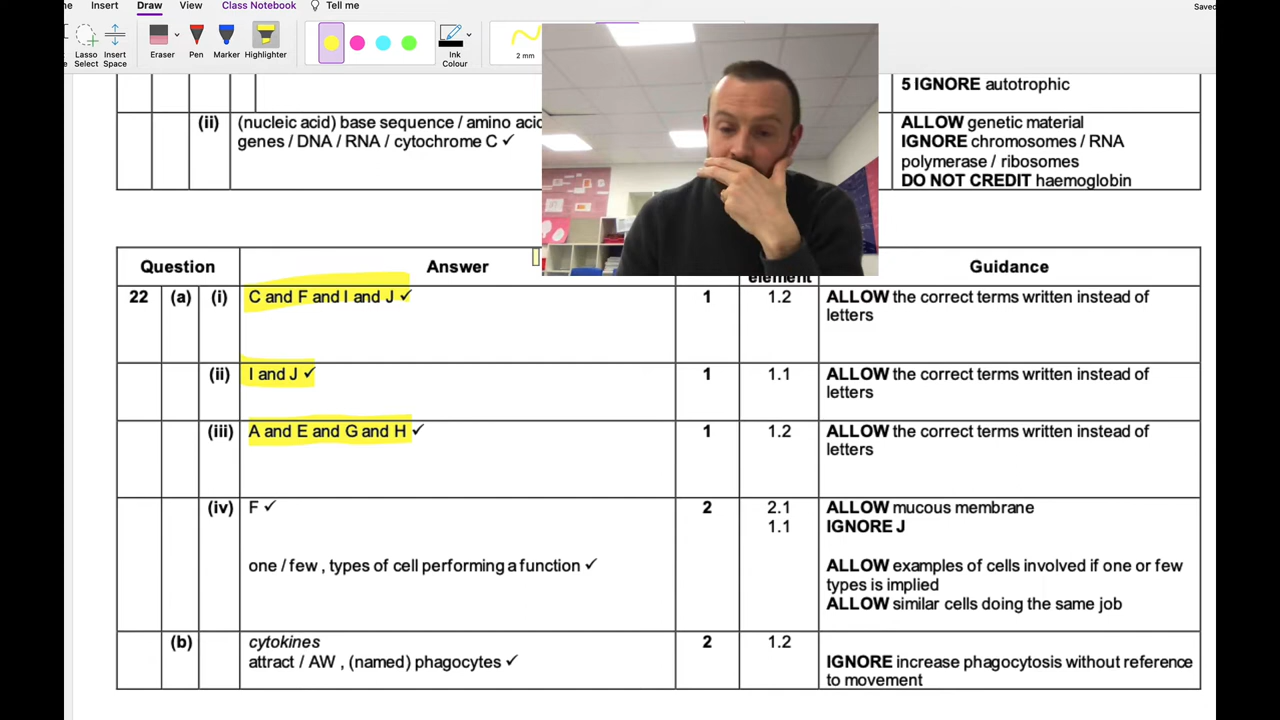 me Insert Draw View Class Notebook Tell me
Saved
Lasso Select
Insert Space
Eraser
Pen
Marker
Highlighter
2 mm
Ink Colour
5 IGNORE autotrophic
(ii) (nucleic acid) base sequence / amino acid
genes / DNA / RNA / cytochrome C ✓
ALLOW genetic material
IGNORE chromosomes / RNA
polymerase / ribosomes
DO NOT CREDIT haemoglobin
Question Answer element Guidance
22 (a) (i) C and F and I and J ✓ 1 1.2 ALLOW the correct terms written instead of
letters
(ii) I and J ✓ 1 1.1 ALLOW the correct terms written instead of
letters
(iii) A and E and G and H ✓ 1 1.2 ALLOW the correct terms written instead of
letters
(iv) F ✓ 2 2.1 ALLOW mucous membrane
1.1 IGNORE J
one / few , types of cell performing a function ✓ ALLOW examples of cells involved if one or few
types is implied
ALLOW similar cells doing the same job
(b) cytokines 2 1.2
attract / AW , (named) phagocytes ✓ IGNORE increase phagocytosis without reference
to movement